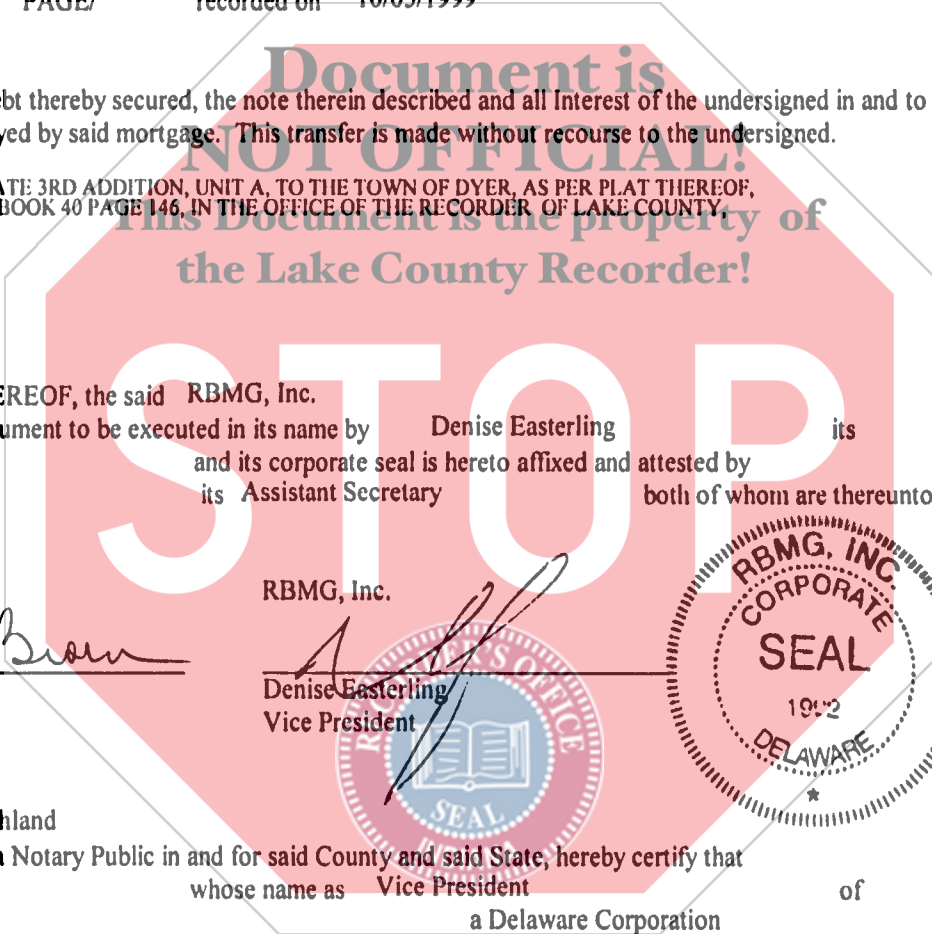 PAGE/ recorded on 10/05/1999
Document is
ebt thereby secured, the note therein described and all Interest of the undersigned in and to
yed by said mortgage. This transfer is made without recourse to the undersigned.
NOT OFFICIAL!
ATE 3RD ADDITION, UNIT A, TO THE TOWN OF DYER, AS PER PLAT THEREOF,
BOOK 40 PAGE 146, IN THE OFFICE OF THE RECORDER OF LAKE COUNTY,
This Document is the property of
the Lake County Recorder!
STOP
EREOF, the said RBMG, Inc.
ument to be executed in its name by Denise Easterling its
and its corporate seal is hereto affixed and attested by
its Assistant Secretary both of whom are thereunto
RBMG, INC.
CORPORATE
SEAL
DELAWARE
RBMG, Inc.
Brown
Denise Easterling
Vice President
SEAL
hland
a Notary Public in and for said County and said State, hereby certify that
whose name as Vice President of
a Delaware Corporation